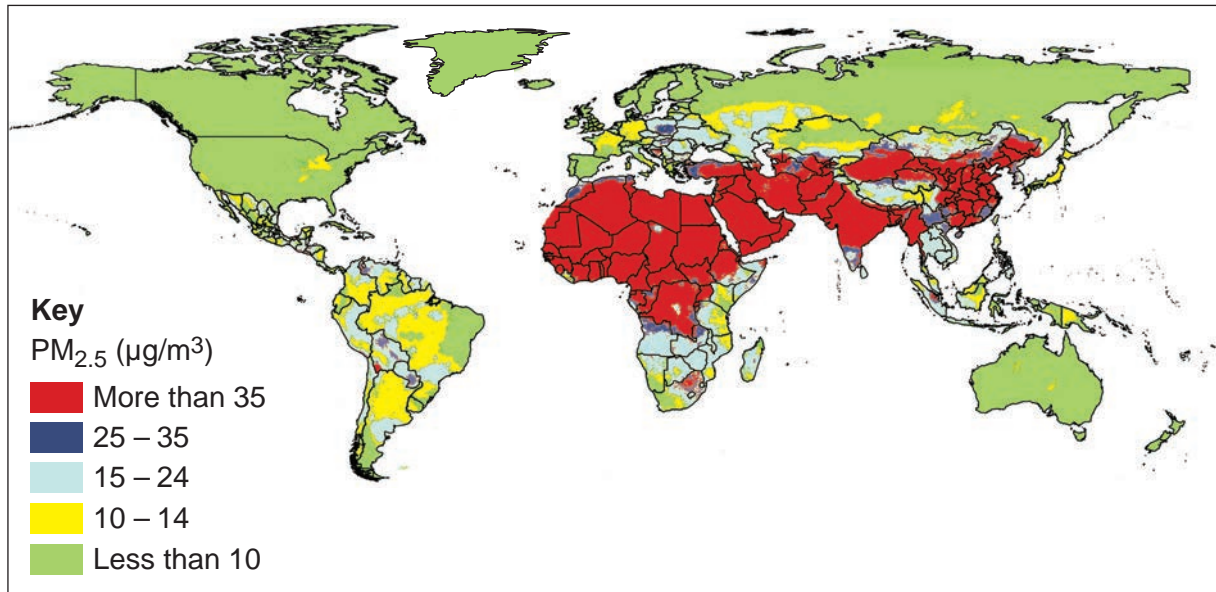 Key
PM2.5 (μg/m3)
More than 35
25 – 35
15 – 24
10 – 14
Less than 10